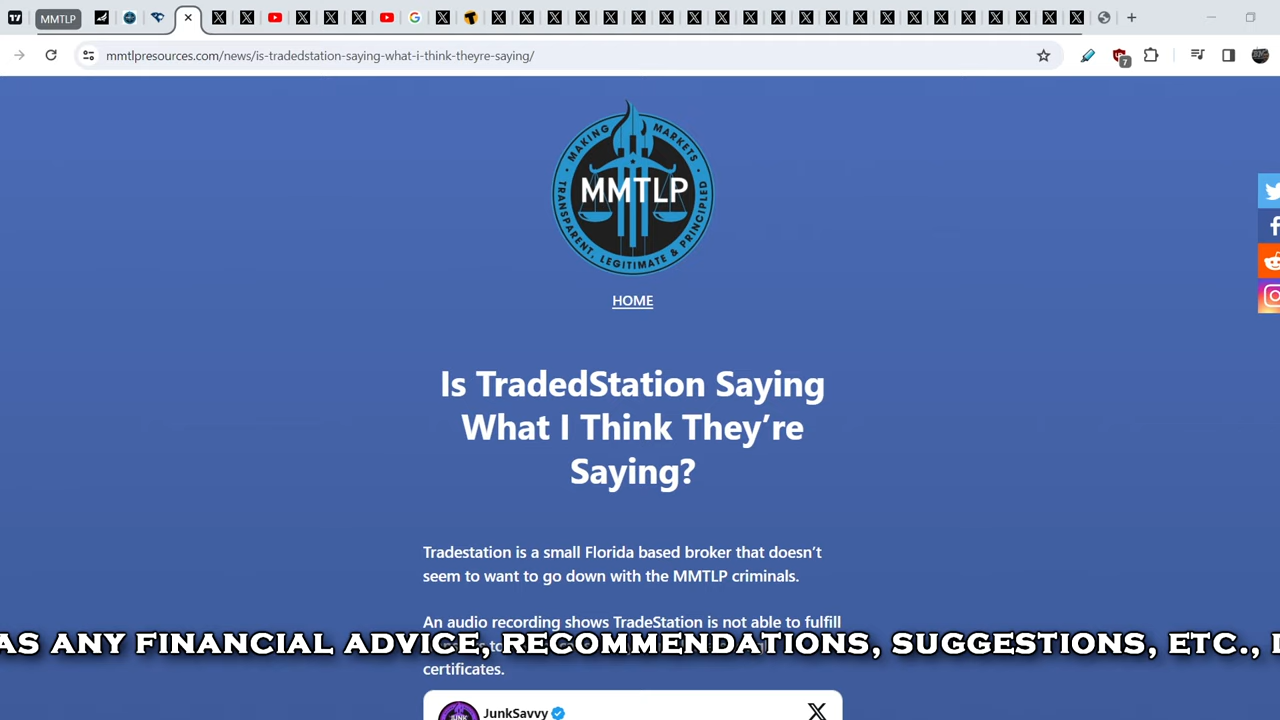 MMTLP
mmtlpresources.com/news/is-tradedstation-saying-what-i-think-theyre-saying/
7
MAKING MARKETS
MMTLP
TRANSPARENT, LEGITIMATE & PRINCIPLED
HOME
Is TradedStation Saying
What I Think They’re
Saying?
Tradestation is a small Florida based broker that doesn’t
seem to want to go down with the MMTLP criminals.
An audio recording shows TradeStation is not able to fulfill
AS ANY FINANCIAL ADVICE, RECOMMENDATIONS, SUGGESTIONS, ETC.,
certificates.
JunkSavvy